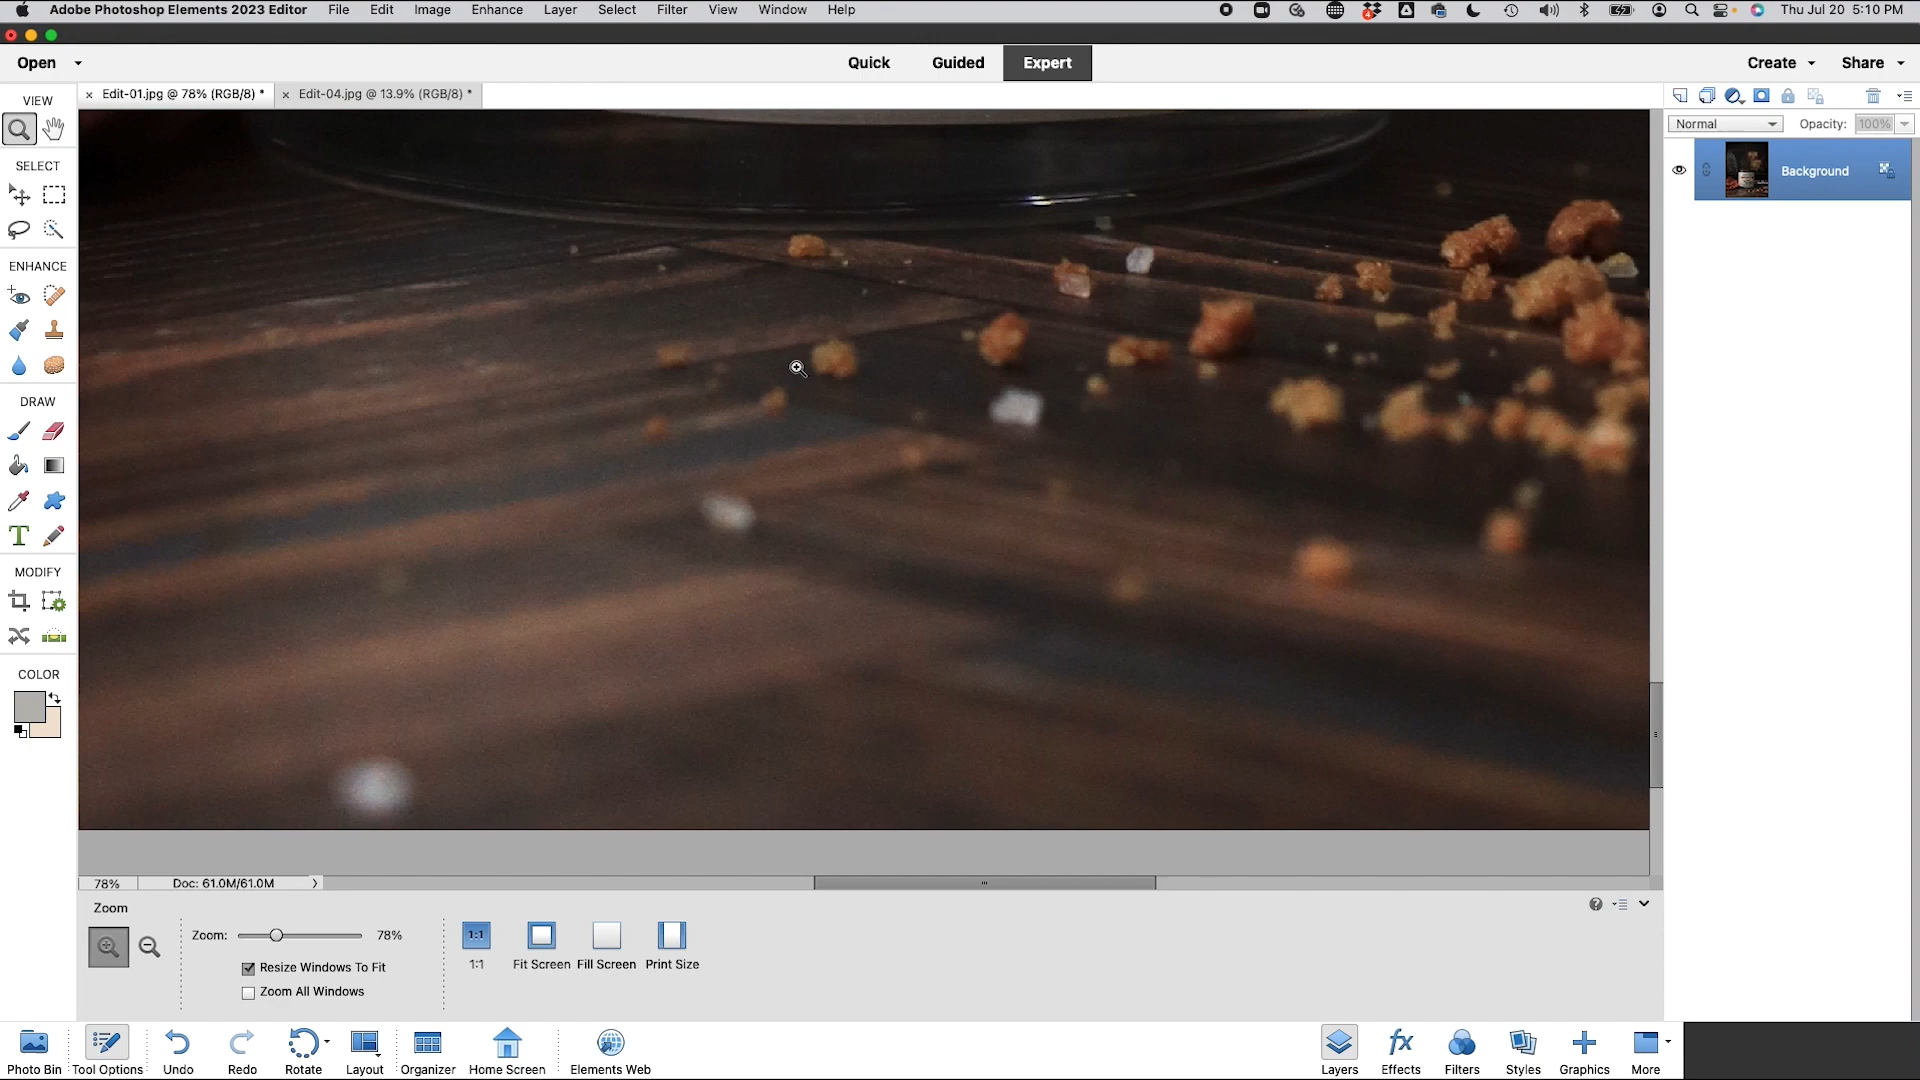 Adobe Photoshop Elements 2023 Editor File Edit Image Enhance Layer Select Filter View Window Help 4 Thu Jul 20 5:10 PM
Open Quick Guided Expert Create Share
VIEW
× Edit-01.jpg @ 78% (RGB/8) * × Edit-04.jpg @ 13.9% (RGB/8) *
Normal Opacity: 100%
Background
SELECT
ENHANCE
DRAW
T
MODIFY
COLOR
78% Doc: 61.0M/61.0M >
Zoom
Zoom: 78%
1:1
1:1 Fit Screen Fill Screen Print Size
Resize Windows To Fit
Zoom All Windows
fx
Photo Bin Tool Options Undo Redo Rotate Layout Organizer Home Screen Elements Web Layers Effects Filters Styles Graphics More